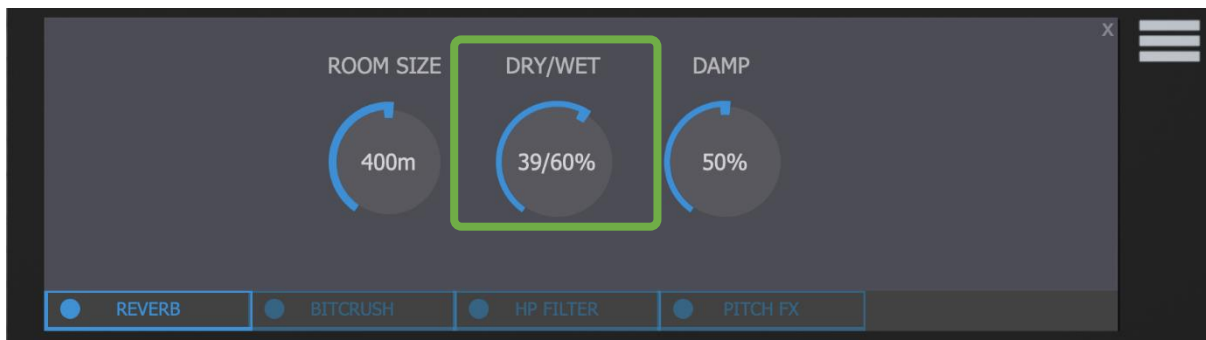 X
ROOM SIZE DRY/WET DAMP
400m 39/60% 50%
REVERB BITCRUSH HP FILTER PITCH FX